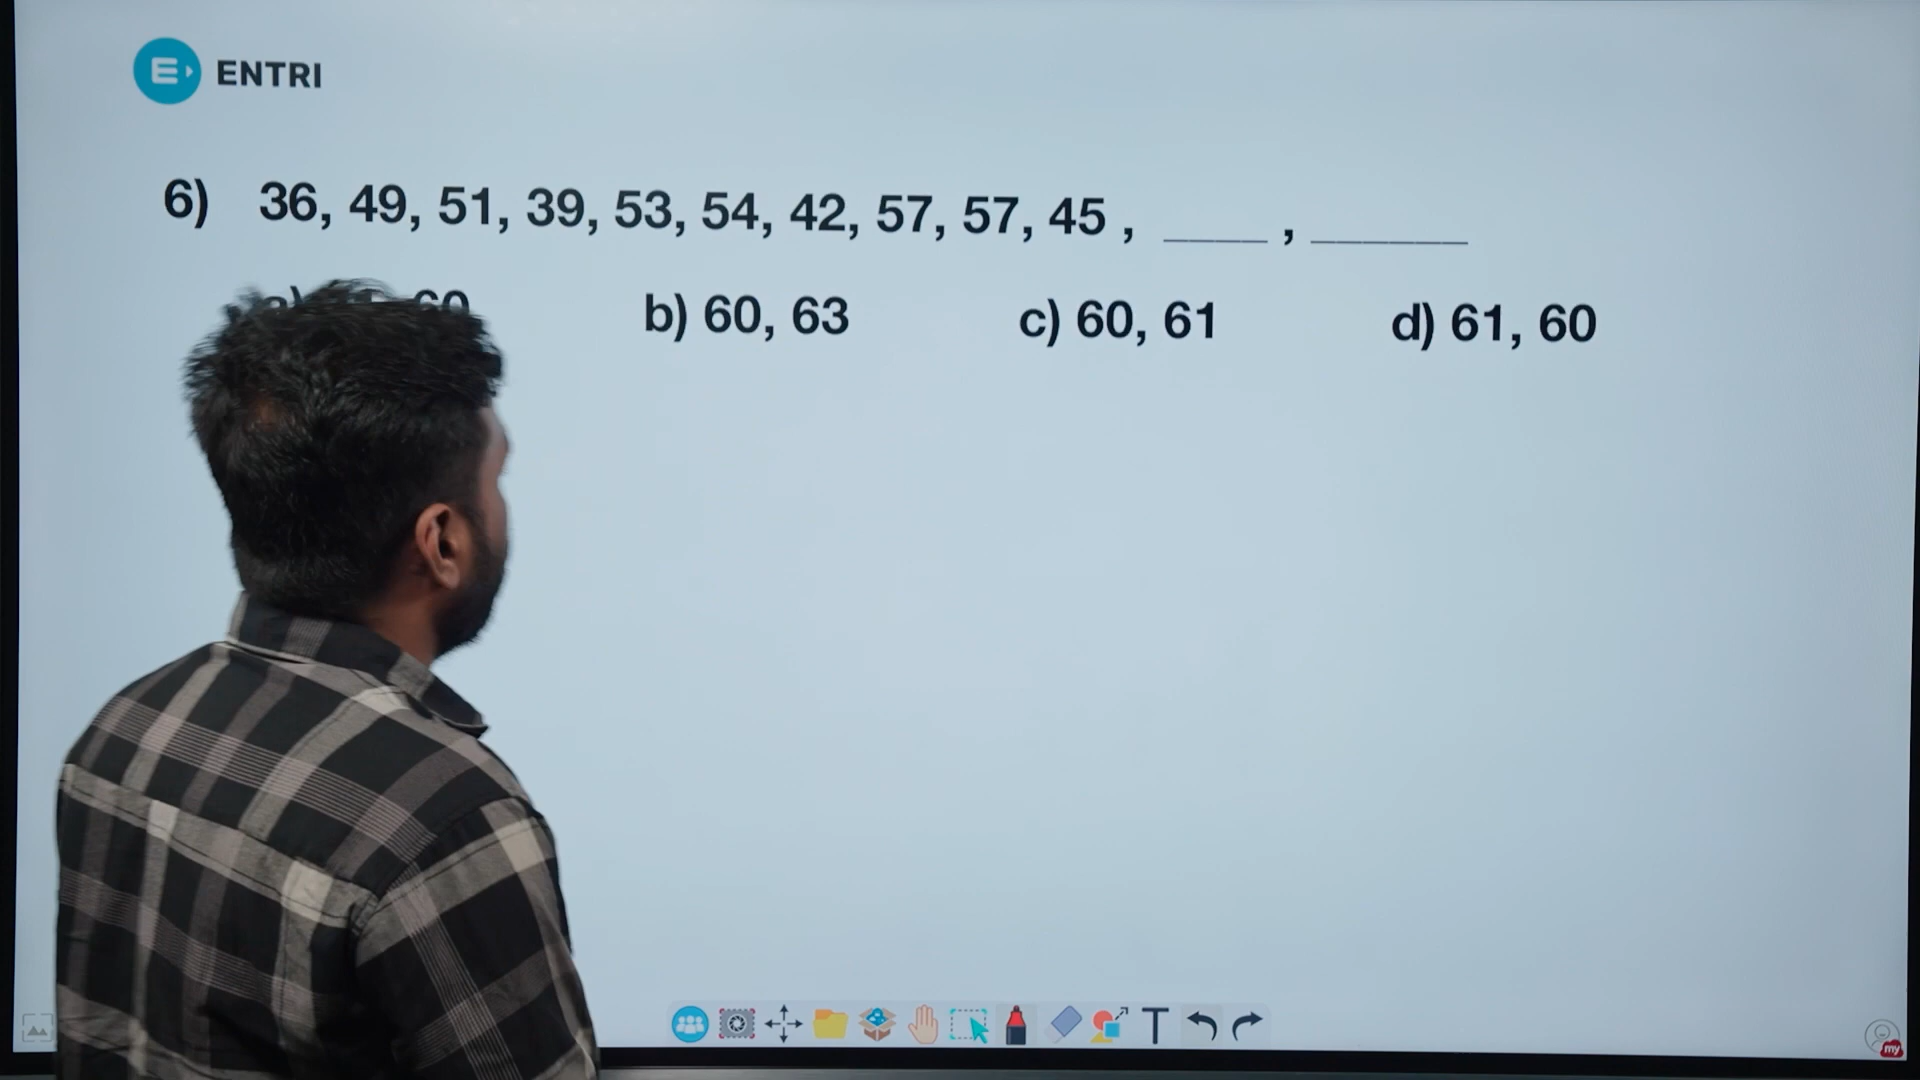 ENTRI
6) 36, 49, 51, 39, 53, 54, 42, 57, 57, 45 , ____ , ______
b) 60, 63 c) 60, 61 d) 61, 60
my